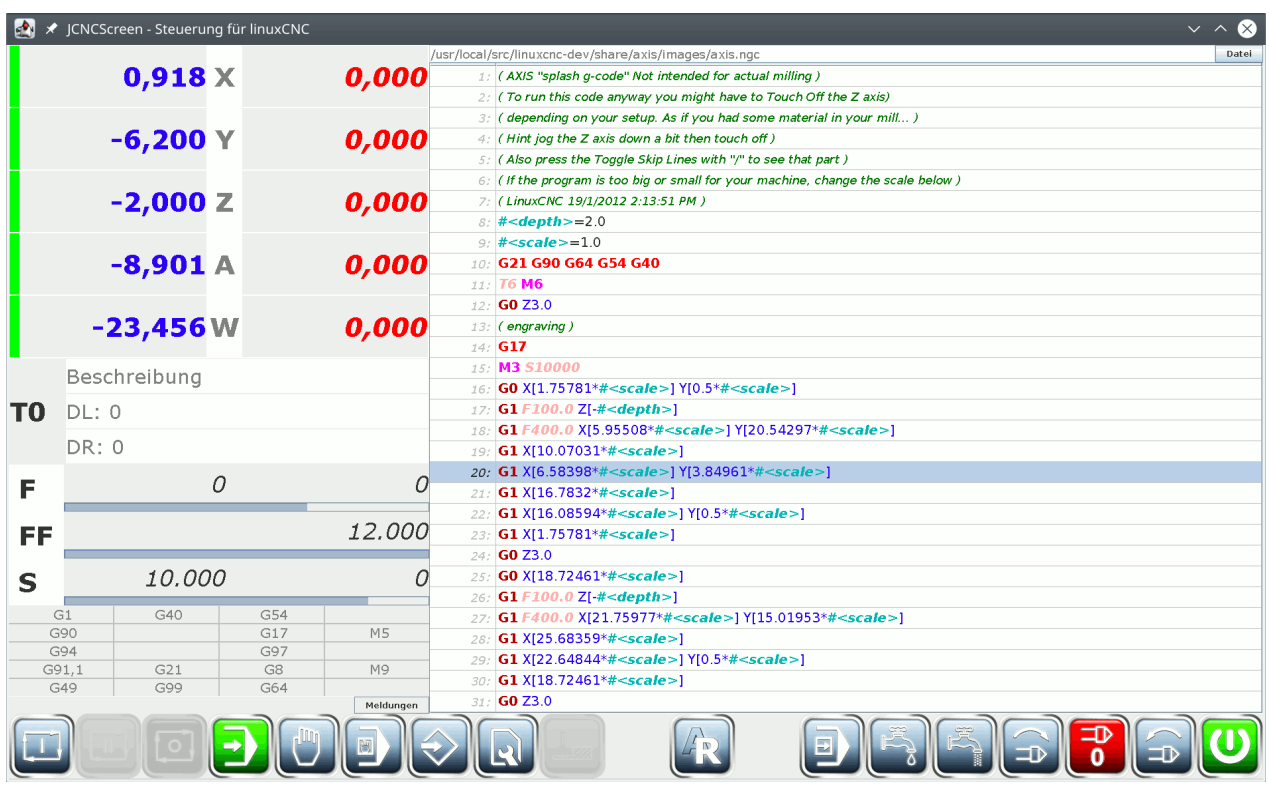 JCNCScreen - Steuerung für linuxCNC
/usr/local/src/linuxcnc-dev/share/axis/images/axis.ngc Datei
0,918 X 0,000
-6,200 Y 0,000
-2,000 Z 0,000
-8,901 A 0,000
-23,456 W 0,000
T0
Beschreibung
DL: 0
DR: 0
F 0 0
FF 12.000
S 10.000 0
G1 G40 G54
G90 G17 M5
G94 G97
G91,1 G21 G8 M9
G49 G99 G64
Meldungen
1: ( AXIS "splash g-code" Not intended for actual milling )
2: ( To run this code anyway you might have to Touch Off the Z axis)
3: ( depending on your setup. As if you had some material in your mill... )
4: ( Hint jog the Z axis down a bit then touch off )
5: ( Also press the Toggle Skip Lines with "/" to see that part )
6: ( If the program is too big or small for your machine, change the scale below )
7: ( LinuxCNC 19/1/2012 2:13:51 PM )
8: #<depth>=2.0
9: #<scale>=1.0
10: G21 G90 G64 G54 G40
11: T6 M6
12: G0 Z3.0
13: ( engraving )
14: G17
15: M3 S10000
16: G0 X[1.75781*#<scale>] Y[0.5*#<scale>]
17: G1 F100.0 Z[-#<depth>]
18: G1 F400.0 X[5.95508*#<scale>] Y[20.54297*#<scale>]
19: G1 X[10.07031*#<scale>]
20: G1 X[6.58398*#<scale>] Y[3.84961*#<scale>]
21: G1 X[16.7832*#<scale>]
22: G1 X[16.08594*#<scale>] Y[0.5*#<scale>]
23: G1 X[1.75781*#<scale>]
24: G0 Z3.0
25: G0 X[18.72461*#<scale>]
26: G1 F100.0 Z[-#<depth>]
27: G1 F400.0 X[21.75977*#<scale>] Y[15.01953*#<scale>]
28: G1 X[25.68359*#<scale>]
29: G1 X[22.64844*#<scale>] Y[0.5*#<scale>]
30: G1 X[18.72461*#<scale>]
31: G0 Z3.0
AR
0